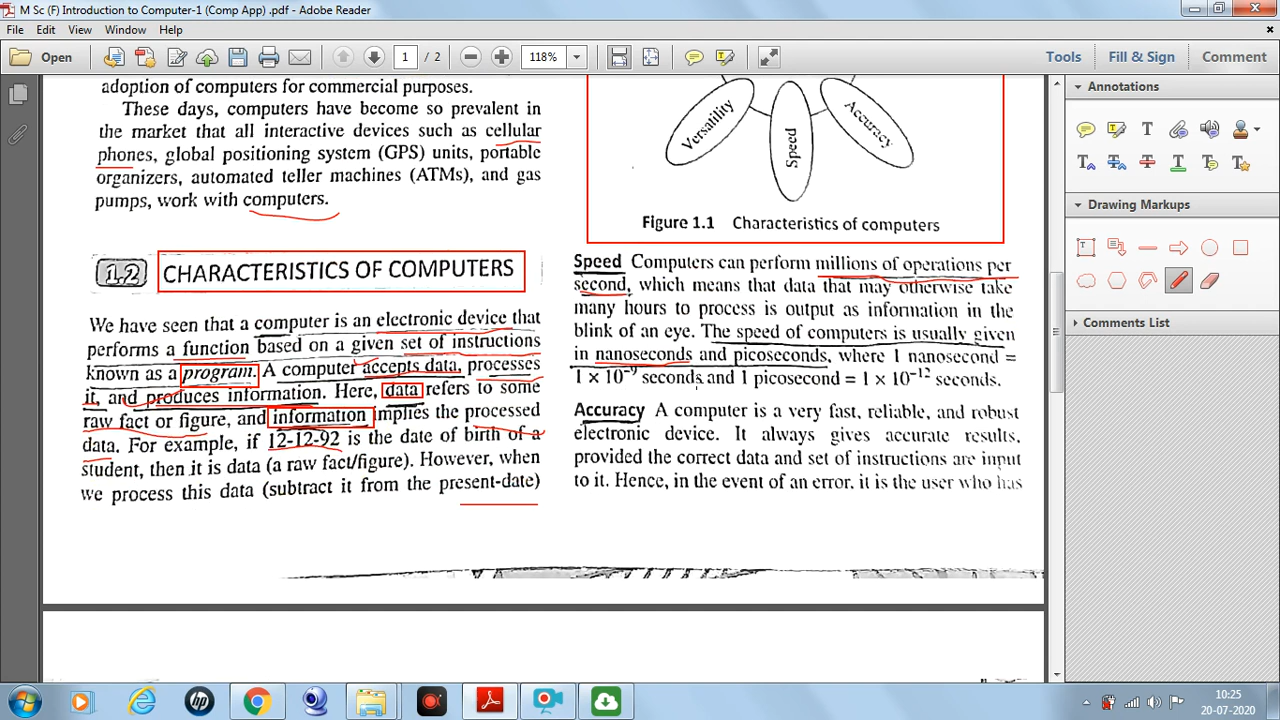 M Sc (F) Introduction to Computer-1 (Comp App) .pdf - Adobe Reader
File Edit View Window Help
Open 1 / 2 118% Tools Fill & Sign Comment
adoption of computers for commercial purposes.
These days, computers have become so prevalent in
the market that all interactive devices such as cellular
phones, global positioning system (GPS) units, portable
organizers, automated teller machines (ATMs), and gas
pumps, work with computers.
1.2 CHARACTERISTICS OF COMPUTERS
We have seen that a computer is an electronic device that
performs a function based on a given set of instructions
known as a program. A computer accepts data, processes
it, and produces information. Here, data refers to some
raw fact or figure, and information implies the processed
data. For example, if 12-12-92 is the date of birth of a
student, then it is data (a raw fact/figure). However, when
we process this data (subtract it from the present-date)
Versatility
Speed
Accuracy
Figure 1.1 Characteristics of computers
Speed Computers can perform millions of operations per
second, which means that data that may otherwise take
many hours to process is output as information in the
blink of an eye. The speed of computers is usually given
in nanoseconds and picoseconds, where 1 nanosecond =
1 × 10⁻⁹ seconds and 1 picosecond = 1 × 10⁻¹² seconds.
Accuracy A computer is a very fast, reliable, and robust
electronic device. It always gives accurate results,
provided the correct data and set of instructions are input
to it. Hence, in the event of an error, it is the user who has
Annotations
Drawing Markups
Comments List
10:25
20-07-2020